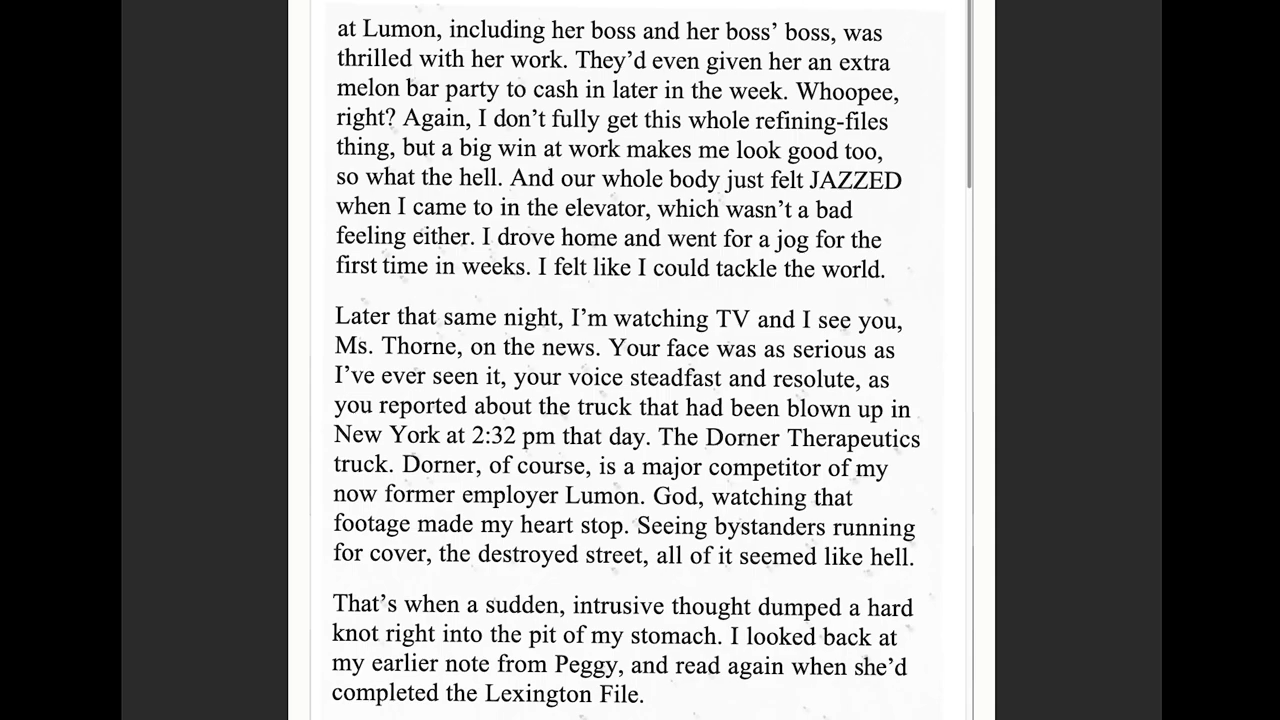 at Lumon, including her boss and her boss’ boss, was
thrilled with her work. They’d even given her an extra
melon bar party to cash in later in the week. Whoopee,
right? Again, I don’t fully get this whole refining-files
thing, but a big win at work makes me look good too,
so what the hell. And our whole body just felt JAZZED
when I came to in the elevator, which wasn’t a bad
feeling either. I drove home and went for a jog for the
first time in weeks. I felt like I could tackle the world.
Later that same night, I’m watching TV and I see you,
Ms. Thorne, on the news. Your face was as serious as
I’ve ever seen it, your voice steadfast and resolute, as
you reported about the truck that had been blown up in
New York at 2:32 pm that day. The Dorner Therapeutics
truck. Dorner, of course, is a major competitor of my
now former employer Lumon. God, watching that
footage made my heart stop. Seeing bystanders running
for cover, the destroyed street, all of it seemed like hell.
That’s when a sudden, intrusive thought dumped a hard
knot right into the pit of my stomach. I looked back at
my earlier note from Peggy, and read again when she’d
completed the Lexington File.